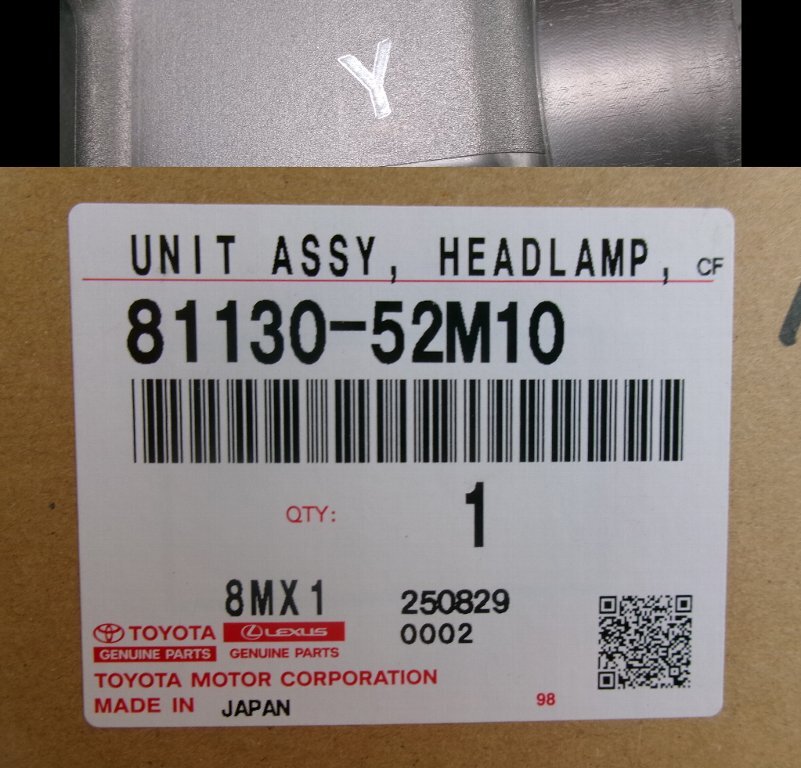 Y
UNIT ASSY, HEADLAMP, CF
81130-52M10
QTY: 1
8MX1 250829
TOYOTA LEXUS 0002
GENUINE PARTS GENUINE PARTS
TOYOTA MOTOR CORPORATION
MADE IN JAPAN 98